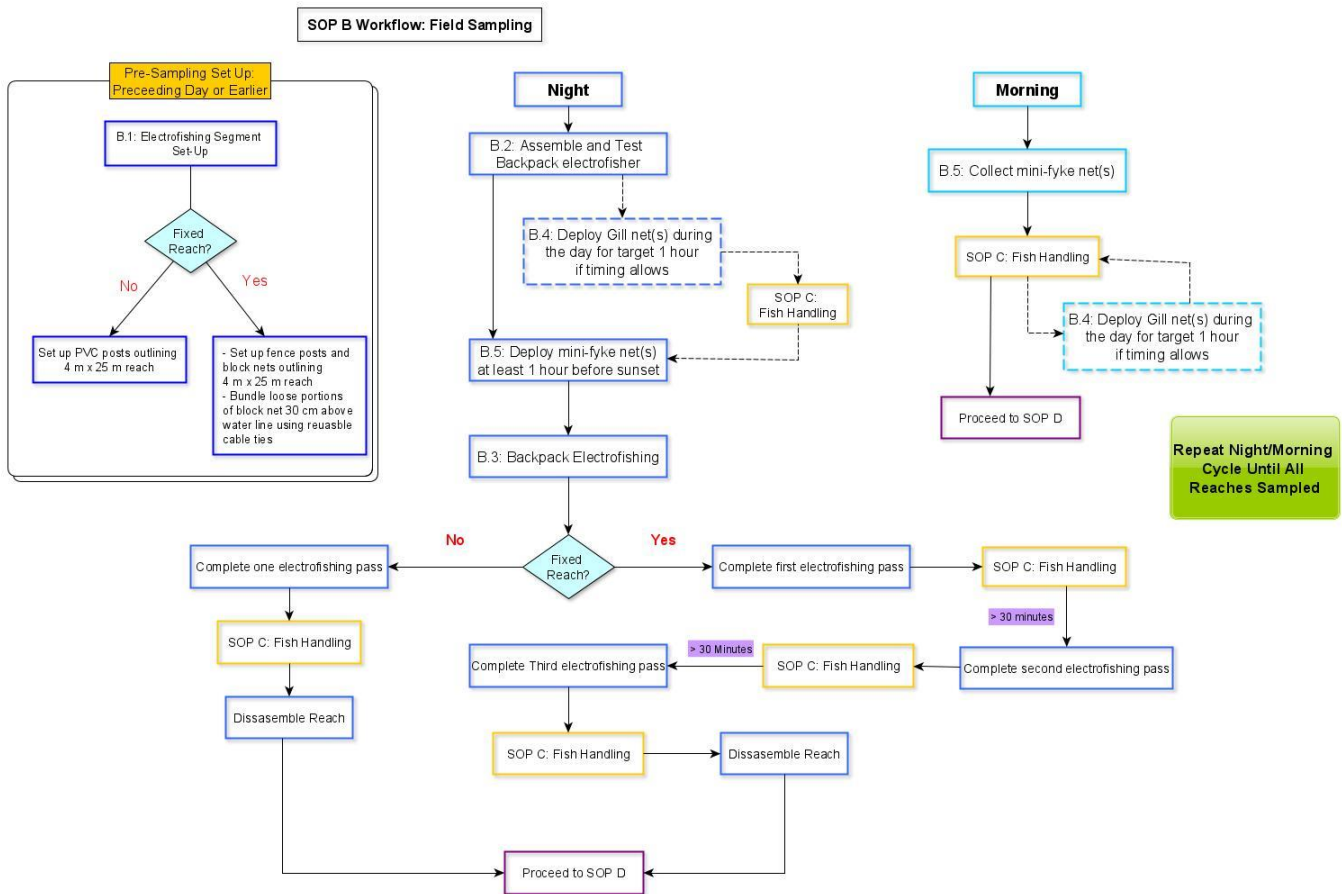 SOP B Workflow: Field Sampling
Pre-Sampling Set Up:
Preceeding Day or Earlier
B.1: Electrofishing Segment
Set-Up
Fixed
Reach?
No
Yes
Set up PVC posts outlining
4 m x 25 m reach
- Set up fence posts and
block nets outlining
4 m x 25 m reach
- Bundle loose portions
of block net 30 cm above
water line using reuasble
cable ties
Night
B.2: Assemble and Test
Backpack electrofisher
B.4: Deploy Gill net(s) during
the day for target 1 hour
if timing allows
SOP C:
Fish Handling
B.5: Deploy mini-fyke net(s)
at least 1 hour before sunset
B.3: Backpack Electrofishing
Fixed
Reach?
No
Yes
Complete one electrofishing pass
SOP C: Fish Handling
Dissasemble Reach
Complete first electrofishing pass
SOP C: Fish Handling
> 30 minutes
Complete second electrofishing pass
SOP C: Fish Handling
> 30 Minutes
Complete Third electrofishing pass
SOP C: Fish Handling
Dissasemble Reach
Proceed to SOP D
Morning
B.5: Collect mini-fyke net(s)
SOP C: Fish Handling
B.4: Deploy Gill net(s) during
the day for target 1 hour
if timing allows
Proceed to SOP D
Repeat Night/Morning
Cycle Until All
Reaches Sampled